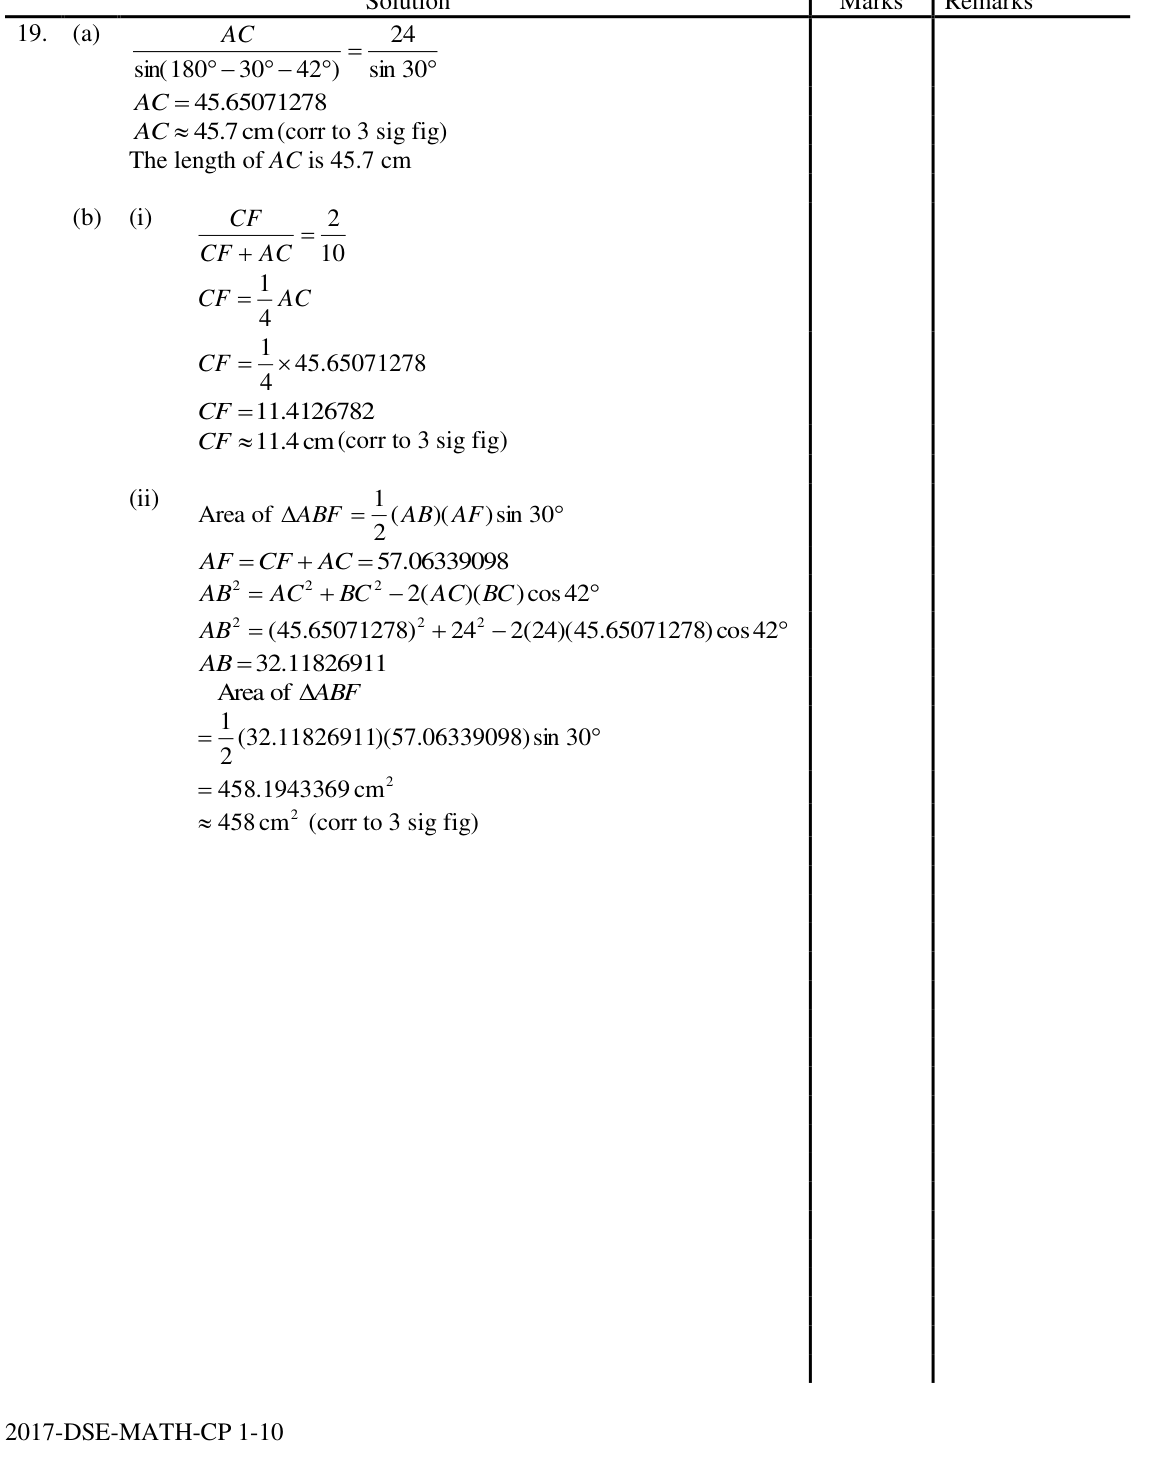 Solution Marks Remarks
19. (a) AC / sin(180° – 30° – 42°) = 24 / sin 30°
AC = 45.65071278
AC ≈ 45.7 cm (corr to 3 sig fig)
The length of AC is 45.7 cm
(b) (i) CF / CF + AC = 2 / 10
CF = 1/4 AC
CF = 1/4 × 45.65071278
CF = 11.4126782
CF ≈ 11.4 cm (corr to 3 sig fig)
(ii) Area of ΔABF = 1/2 (AB)(AF) sin 30°
AF = CF + AC = 57.06339098
AB² = AC² + BC² − 2(AC)(BC) cos 42°
AB² = (45.65071278)² + 24² − 2(24)(45.65071278) cos 42°
AB = 32.11826911
Area of ΔABF
= 1/2 (32.11826911)(57.06339098) sin 30°
= 458.1943369 cm²
≈ 458 cm² (corr to 3 sig fig)
2017-DSE-MATH-CP 1-10